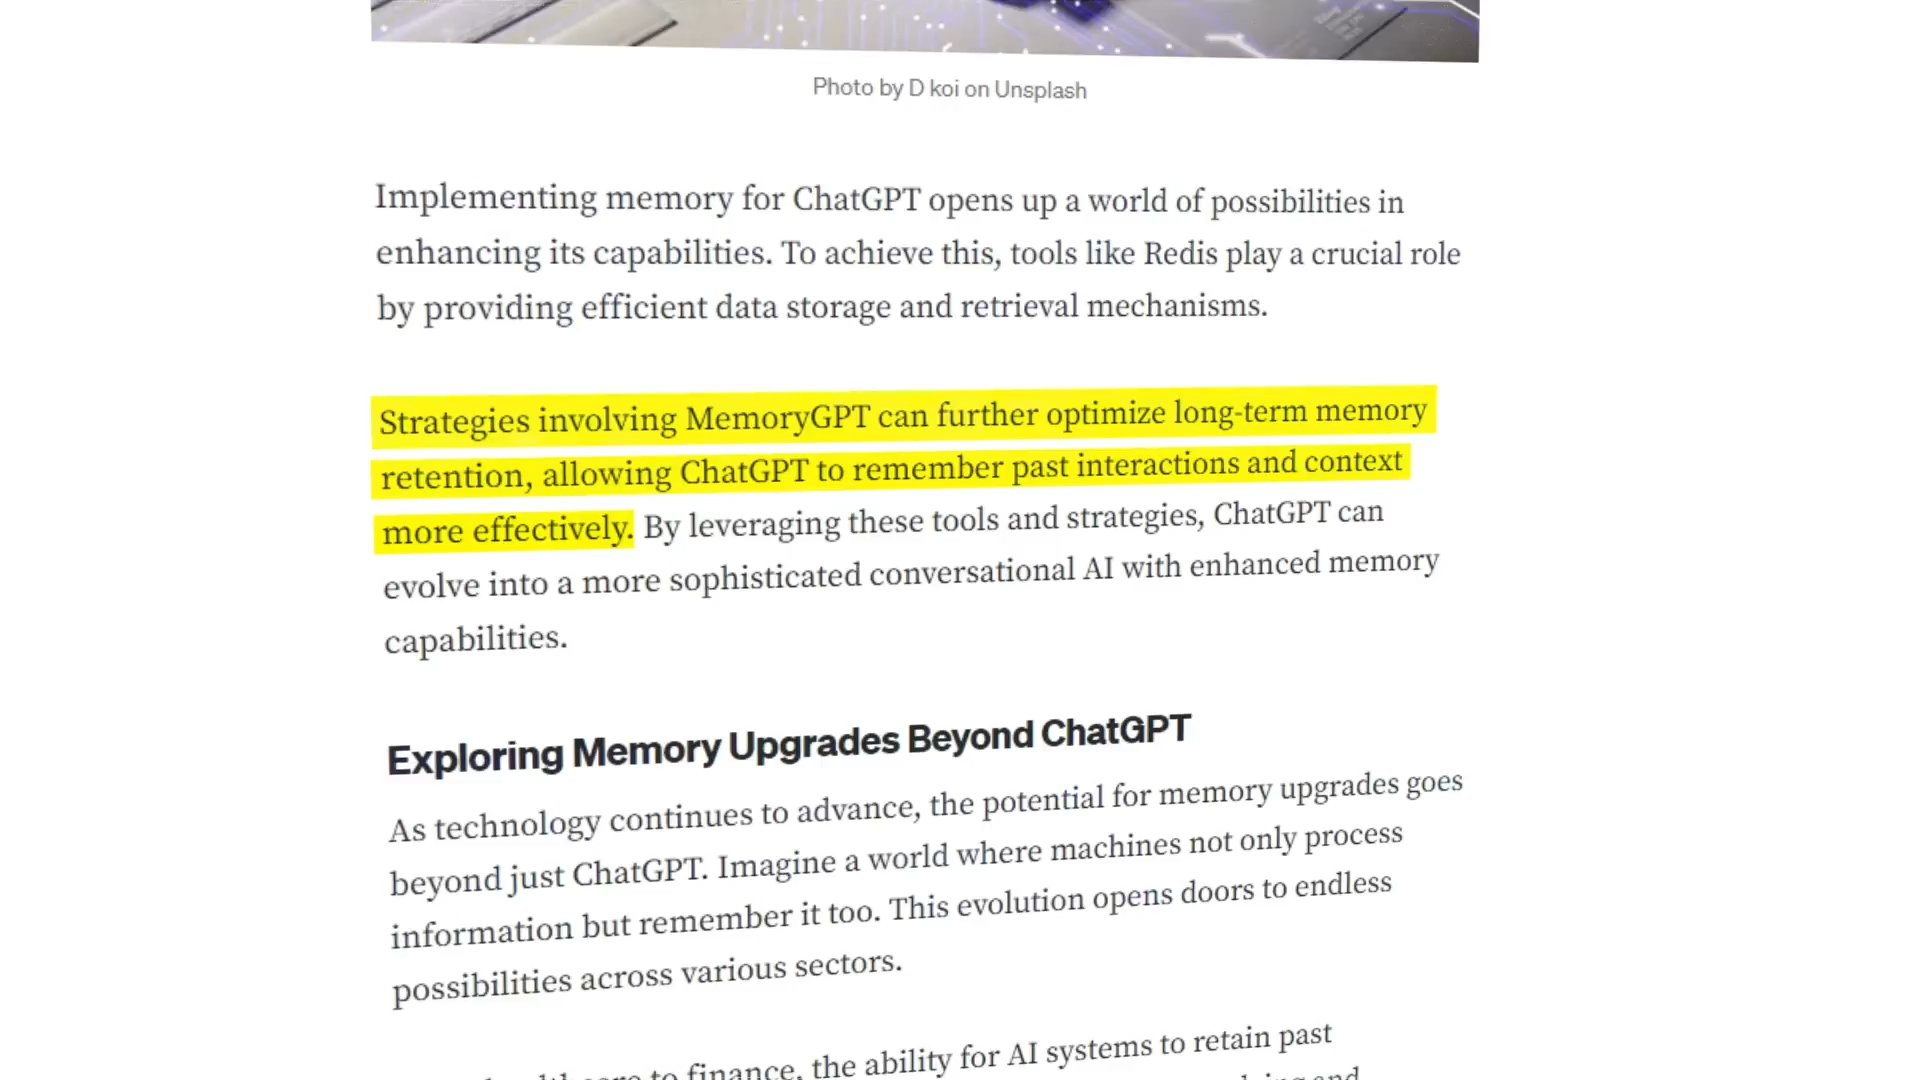 Photo by D koi on Unsplash
Implementing memory for ChatGPT opens up a world of possibilities in
enhancing its capabilities. To achieve this, tools like Redis play a crucial role
by providing efficient data storage and retrieval mechanisms.
Strategies involving MemoryGPT can further optimize long-term memory
retention, allowing ChatGPT to remember past interactions and context
more effectively. By leveraging these tools and strategies, ChatGPT can
evolve into a more sophisticated conversational AI with enhanced memory
capabilities.
Exploring Memory Upgrades Beyond ChatGPT
As technology continues to advance, the potential for memory upgrades goes
beyond just ChatGPT. Imagine a world where machines not only process
information but remember it too. This evolution opens doors to endless
possibilities across various sectors.
to finance, the ability for AI systems to retain past
and